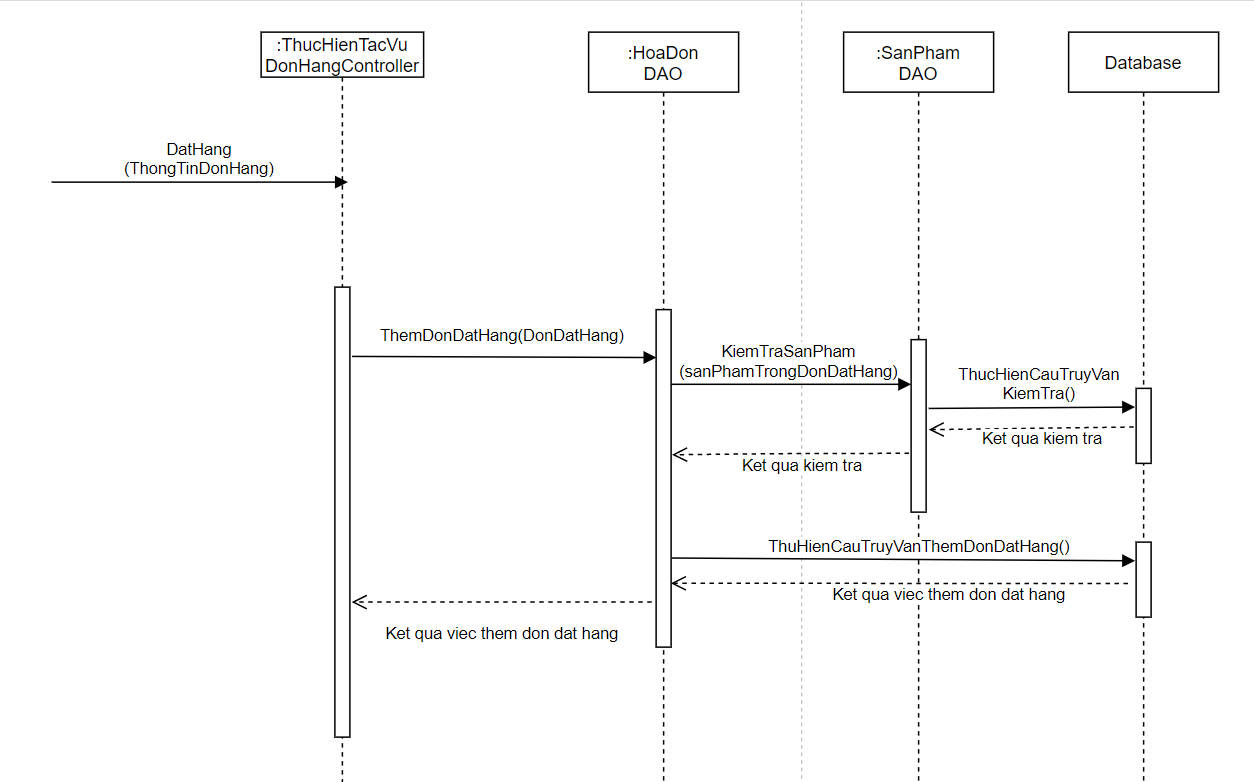 :ThucHienTacVu
DonHangController
:HoaDon
DAO
:SanPham
DAO
Database
DatHang
(ThongTinDonHang)
ThemDonDatHang(DonDatHang)
KiemTraSanPham
(sanPhamTrongDonDatHang)
ThucHienCauTruyVan
KiemTra()
Ket qua kiem tra
Ket qua kiem tra
ThuHienCauTruyVanThemDonDatHang()
Ket qua viec them don dat hang
Ket qua viec them don dat hang